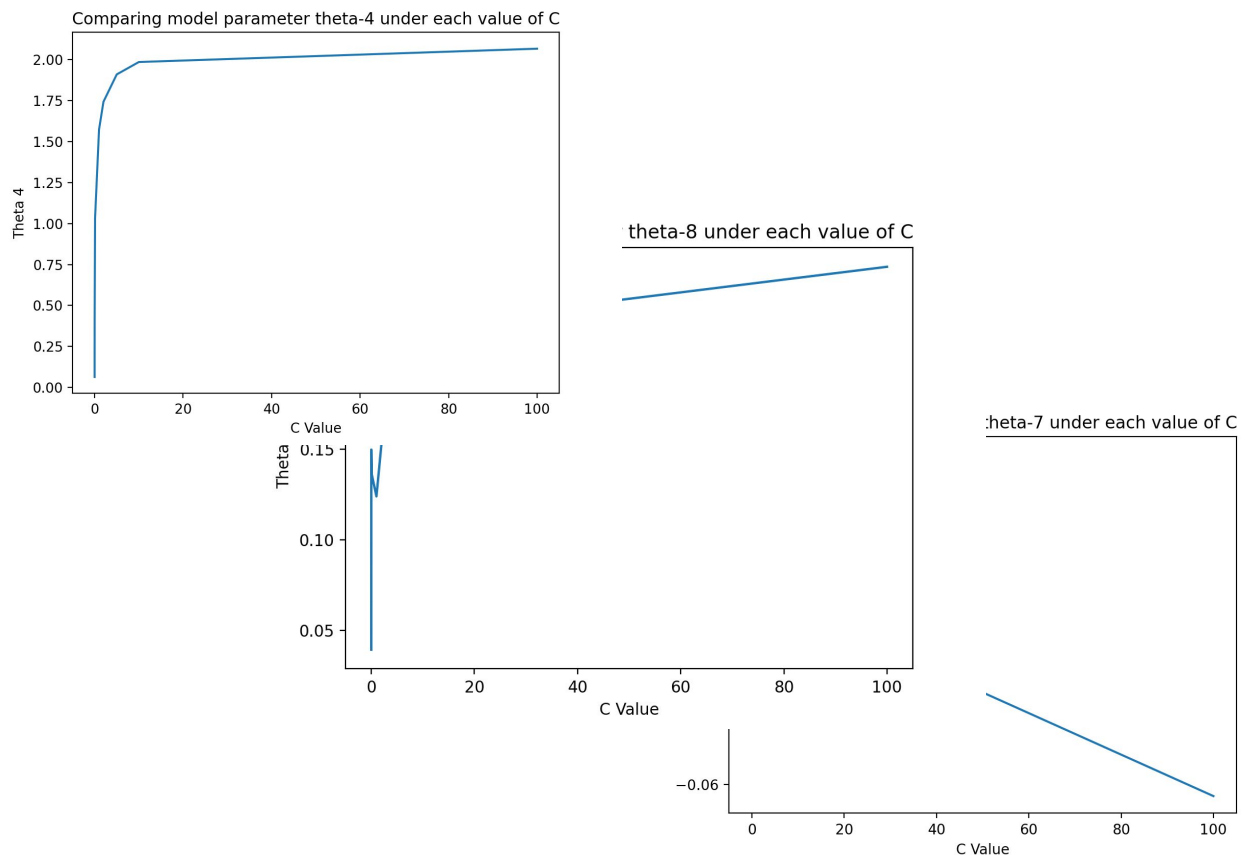 Comparing model parameter theta-4 under each value of C
2.00
1.75
1.50
1.25
1.00
0.75
0.50
0.25
0.00
Theta 4
0 20 40 60 80 100
C Value
theta-8 under each value of C
Theta
0.15
0.10
0.05
0 20 40 60 80 100
C Value
theta-7 under each value of C
−0.06
0 20 40 60 80 100
C Value